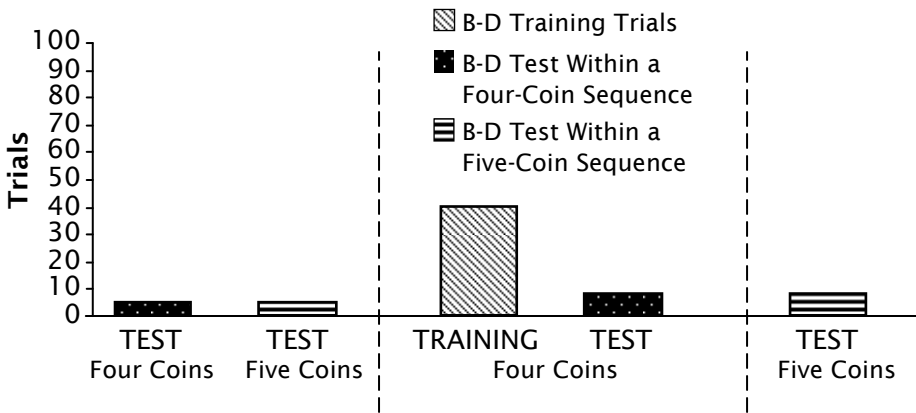 B-D Training Trials
B-D Test Within a
Four-Coin Sequence
B-D Test Within a
Five-Coin Sequence
Trials
100
90
80
70
60
50
40
30
20
10
0
TEST
Four Coins
TEST
Five Coins
TRAINING
TEST
Four Coins
TEST
Five Coins